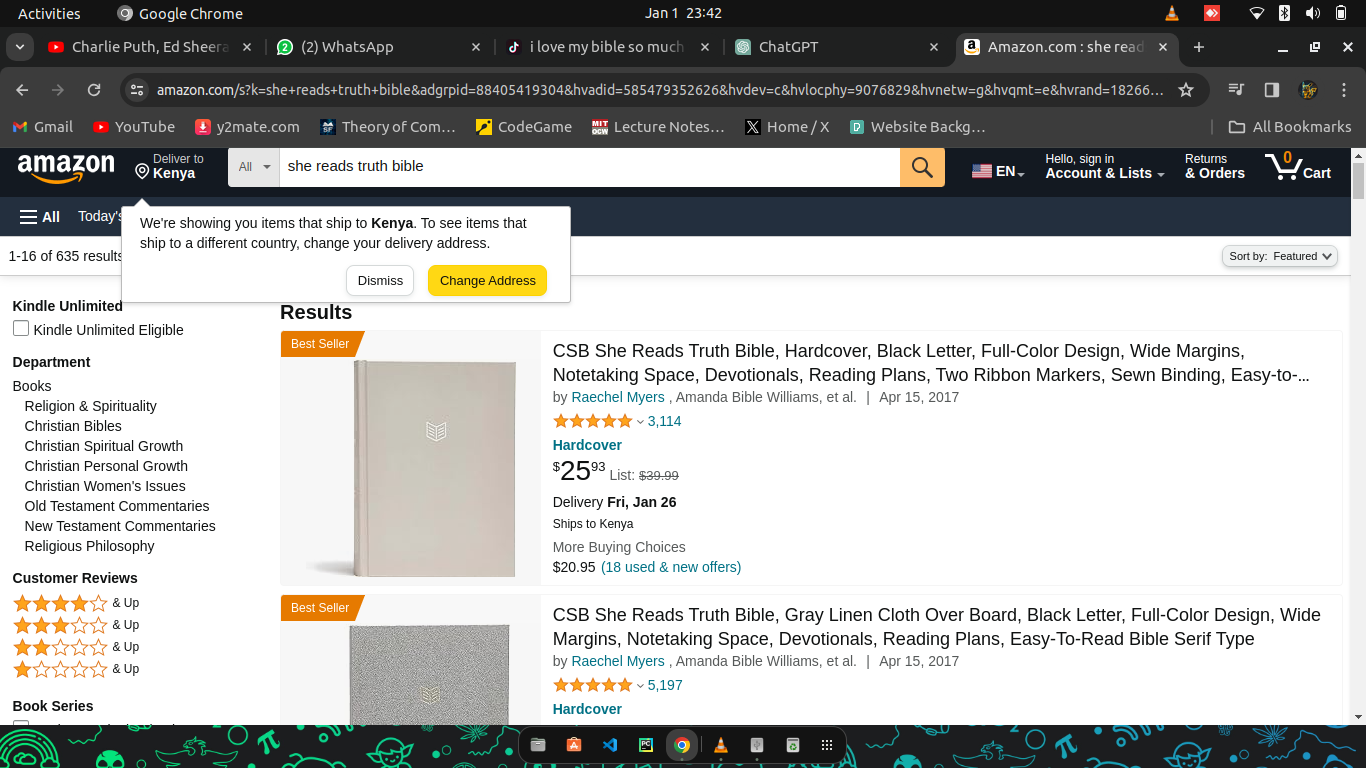 Activities
Google Chrome
Jan 1 23:42
Charlie Puth, Ed Sheera
(2) WhatsApp
i love my bible so much
ChatGPT
Amazon.com : she read
amazon.com/s?k=she+reads+truth+bible&adgrpid=88405419304&hvadid=585479352626&hvdev=c&hvlocphy=9076829&hvnetw=g&hvqmt=e&hvrand=18266...
Gmail
YouTube
y2mate.com
Theory of Com...
CodeGame
MIT OCW
Lecture Notes...
Home / X
Website Backg...
All Bookmarks
amazon
Deliver to
Kenya
All
she reads truth bible
EN
Hello, sign in
Account & Lists
Returns
& Orders
0
Cart
All
Today's
We're showing you items that ship to Kenya. To see items that
ship to a different country, change your delivery address.
Dismiss
Change Address
1-16 of 635 results
Sort by: Featured
Kindle Unlimited
Kindle Unlimited Eligible
Department
Books
Religion & Spirituality
Christian Bibles
Christian Spiritual Growth
Christian Personal Growth
Christian Women's Issues
Old Testament Commentaries
New Testament Commentaries
Religious Philosophy
Customer Reviews
& Up
& Up
& Up
& Up
Book Series
Results
Best Seller
CSB She Reads Truth Bible, Hardcover, Black Letter, Full-Color Design, Wide Margins,
Notetaking Space, Devotionals, Reading Plans, Two Ribbon Markers, Sewn Binding, Easy-to-...
by Raechel Myers , Amanda Bible Williams, et al. | Apr 15, 2017
3,114
Hardcover
$25.93 List: $39.99
Delivery Fri, Jan 26
Ships to Kenya
More Buying Choices
$20.95 (18 used & new offers)
Best Seller
CSB She Reads Truth Bible, Gray Linen Cloth Over Board, Black Letter, Full-Color Design, Wide
Margins, Notetaking Space, Devotionals, Reading Plans, Easy-To-Read Bible Serif Type
by Raechel Myers , Amanda Bible Williams, et al. | Apr 15, 2017
5,197
Hardcover